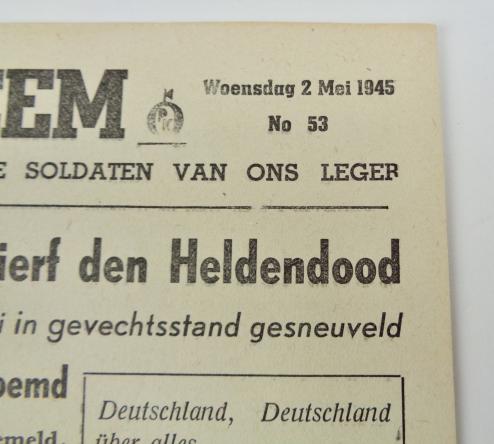 EEM
Woensdag 2 Mei 1945
No 53
E SOLDATEN VAN ONS LEGER
ierf den Heldendood
i in gevechtsstand gesneuveld
oemd
Deutschland, Deutschland
über alles
emeld.